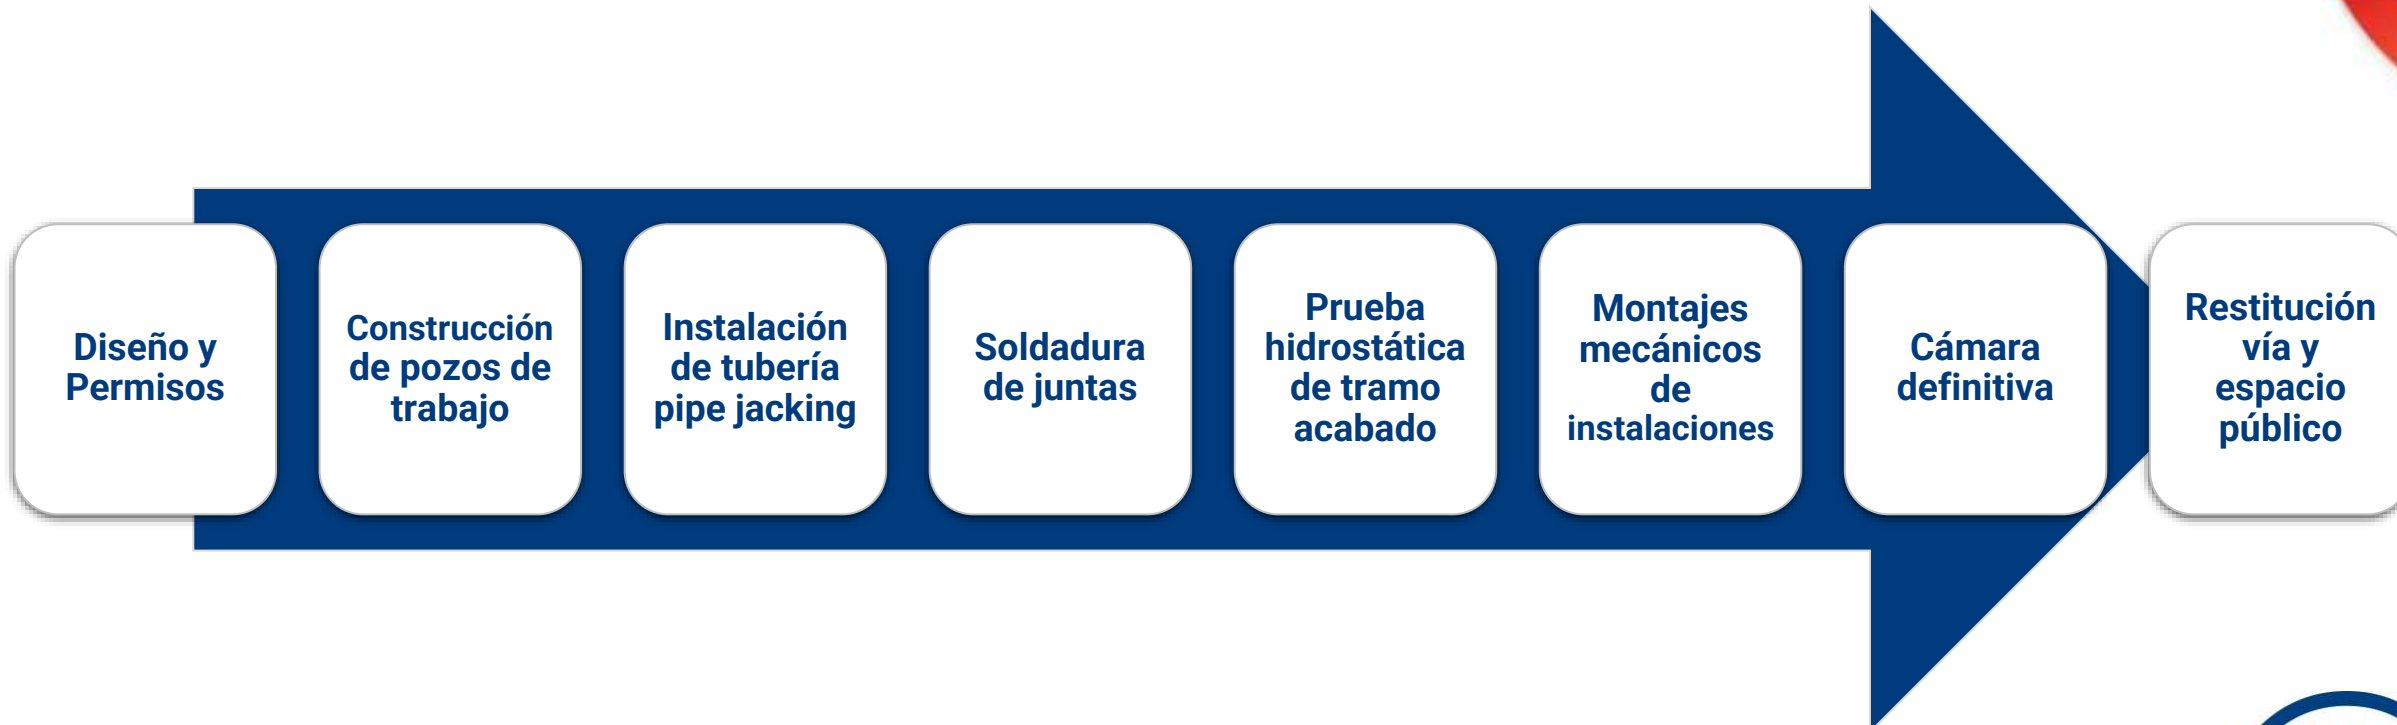 Diseño y
Permisos
Construcción
de pozos de
trabajo
Instalación
de tubería
pipe jacking
Soldadura
de juntas
Prueba
hidrostática
de tramo
acabado
Montajes
mecánicos
de
instalaciones
Cámara
definitiva
Restitución
vía y
espacio
público